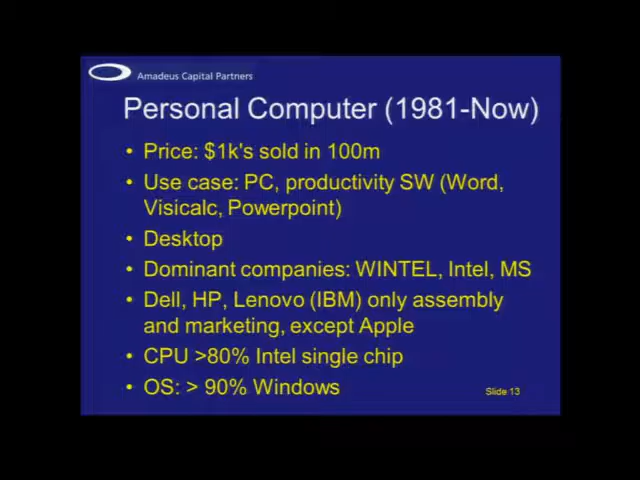 Amadeus Capital Partners
Personal Computer (1981-Now)
• Price: $1k's sold in 100m
• Use case: PC, productivity SW (Word,
Visicalc, Powerpoint)
• Desktop
• Dominant companies: WINTEL, Intel, MS
• Dell, HP, Lenovo (IBM) only assembly
and marketing, except Apple
• CPU >80% Intel single chip
• OS: > 90% Windows
Slide 13